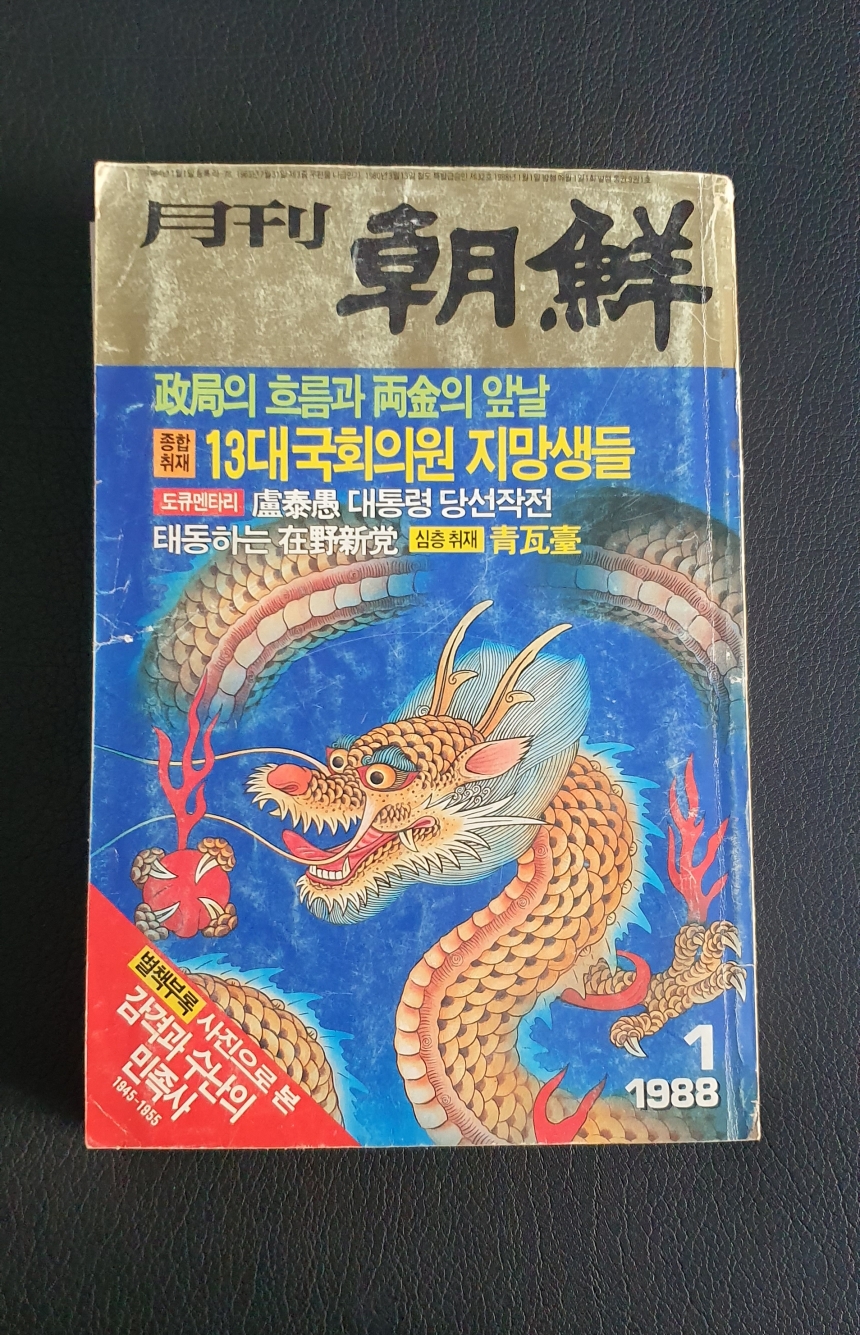 月刊 朝鮮
政局의 흐름과 両金의 앞날
종합취재 13대국회의원 지망생들
도큐멘타리 盧泰愚 대통령 당선작전
태동하는 在野新党 심층취재 青瓦臺
별책부록 사진으로 본
감격과 수난의
민족사
1945-1955
1
1988